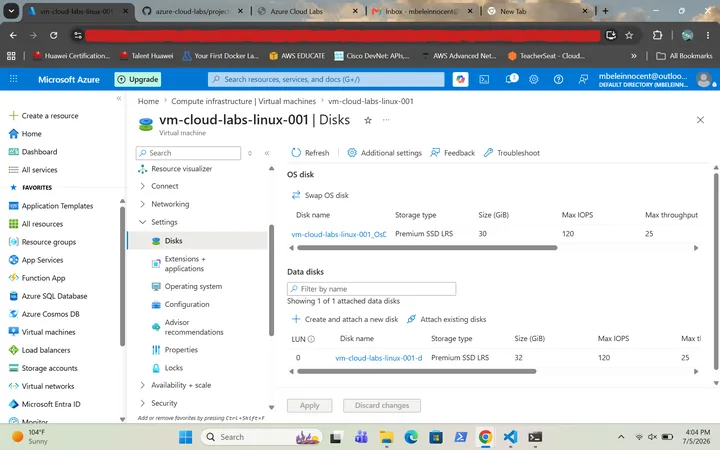 vm-cloud-labs-linux-001
azure-cloud-labs/project
Azure Cloud Labs
Inbox - mbeleinnocent@
New Tab
Huawei Certification...
Talent Huawei
Your First Docker La...
AWS EDUCATE
Cisco DevNet: APIs,...
AWS Advanced Net...
TeacherSeat - Cloud...
All Bookmarks
Microsoft Azure
Upgrade
Search resources, services, and docs (G+/)
1
mbeleinnocent@outloo...
DEFAULT DIRECTORY (MBELEIN...
Create a resource
Home
Dashboard
All services
FAVORITES
Application Templates
All resources
Resource groups
App Services
Function App
Azure SQL Database
Azure Cosmos DB
Virtual machines
Load balancers
Storage accounts
Virtual networks
Microsoft Entra ID
Monitor
Home > Compute infrastructure | Virtual machines > vm-cloud-labs-linux-001
vm-cloud-labs-linux-001 | Disks
Virtual machine
Search
Resource visualizer
Connect
Networking
Settings
Disks
Extensions +
applications
Operating system
Configuration
Advisor
recommendations
Properties
Locks
Availability + scale
Security
Add or remove favorites by pressing Ctrl+Shift+F
Refresh
Additional settings
Feedback
Troubleshoot
OS disk
Swap OS disk
Disk name Storage type Size (GiB) Max IOPS Max throughput
vm-cloud-labs-linux-001_OsD Premium SSD LRS 30 120 25
Data disks
Filter by name
Showing 1 of 1 attached data disks
Create and attach a new disk
Attach existing disks
LUN Disk name Storage type Size (GiB) Max IOPS Max tl
0 vm-cloud-labs-linux-001-d Premium SSD LRS 32 120 25
Apply
Discard changes
104°F
Sunny
Search
4:04 PM
7/5/2026